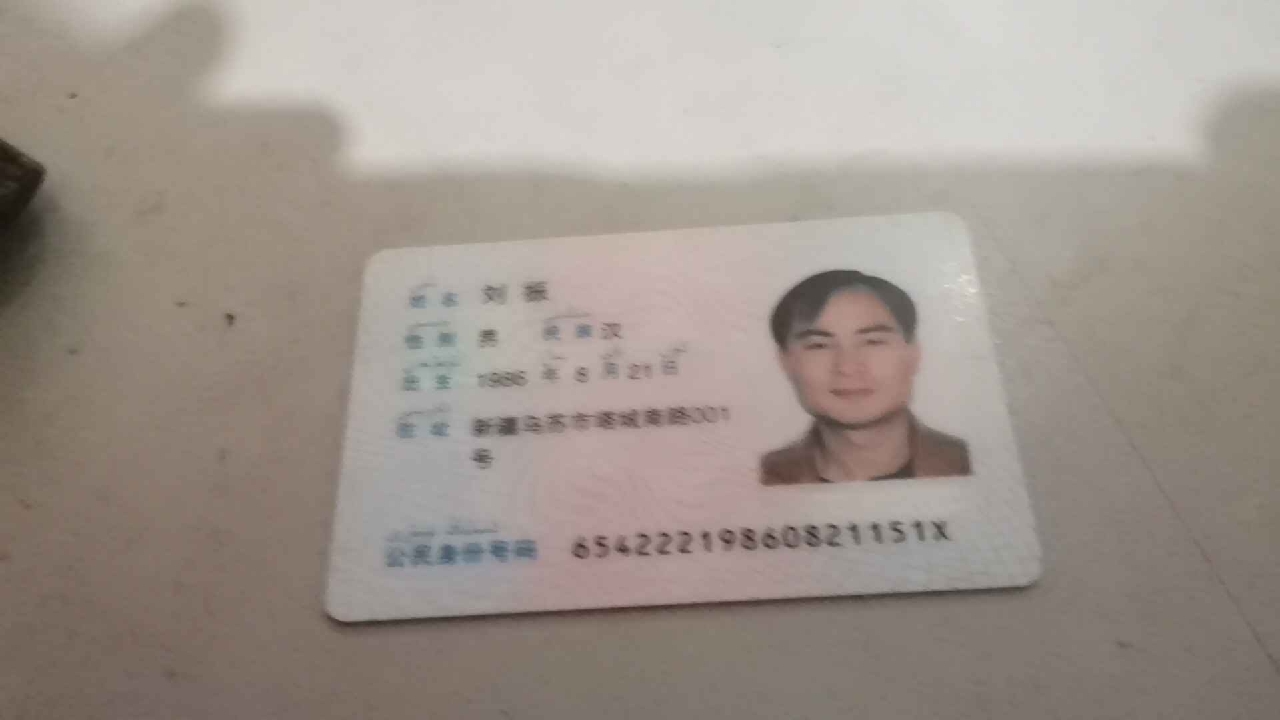 姓名 刘振
性别 男 民族 汉
出生 1986 年 8 月 21 日
住址 新疆乌苏市塔城南路001
号
公民身份号码 65422219860821151X